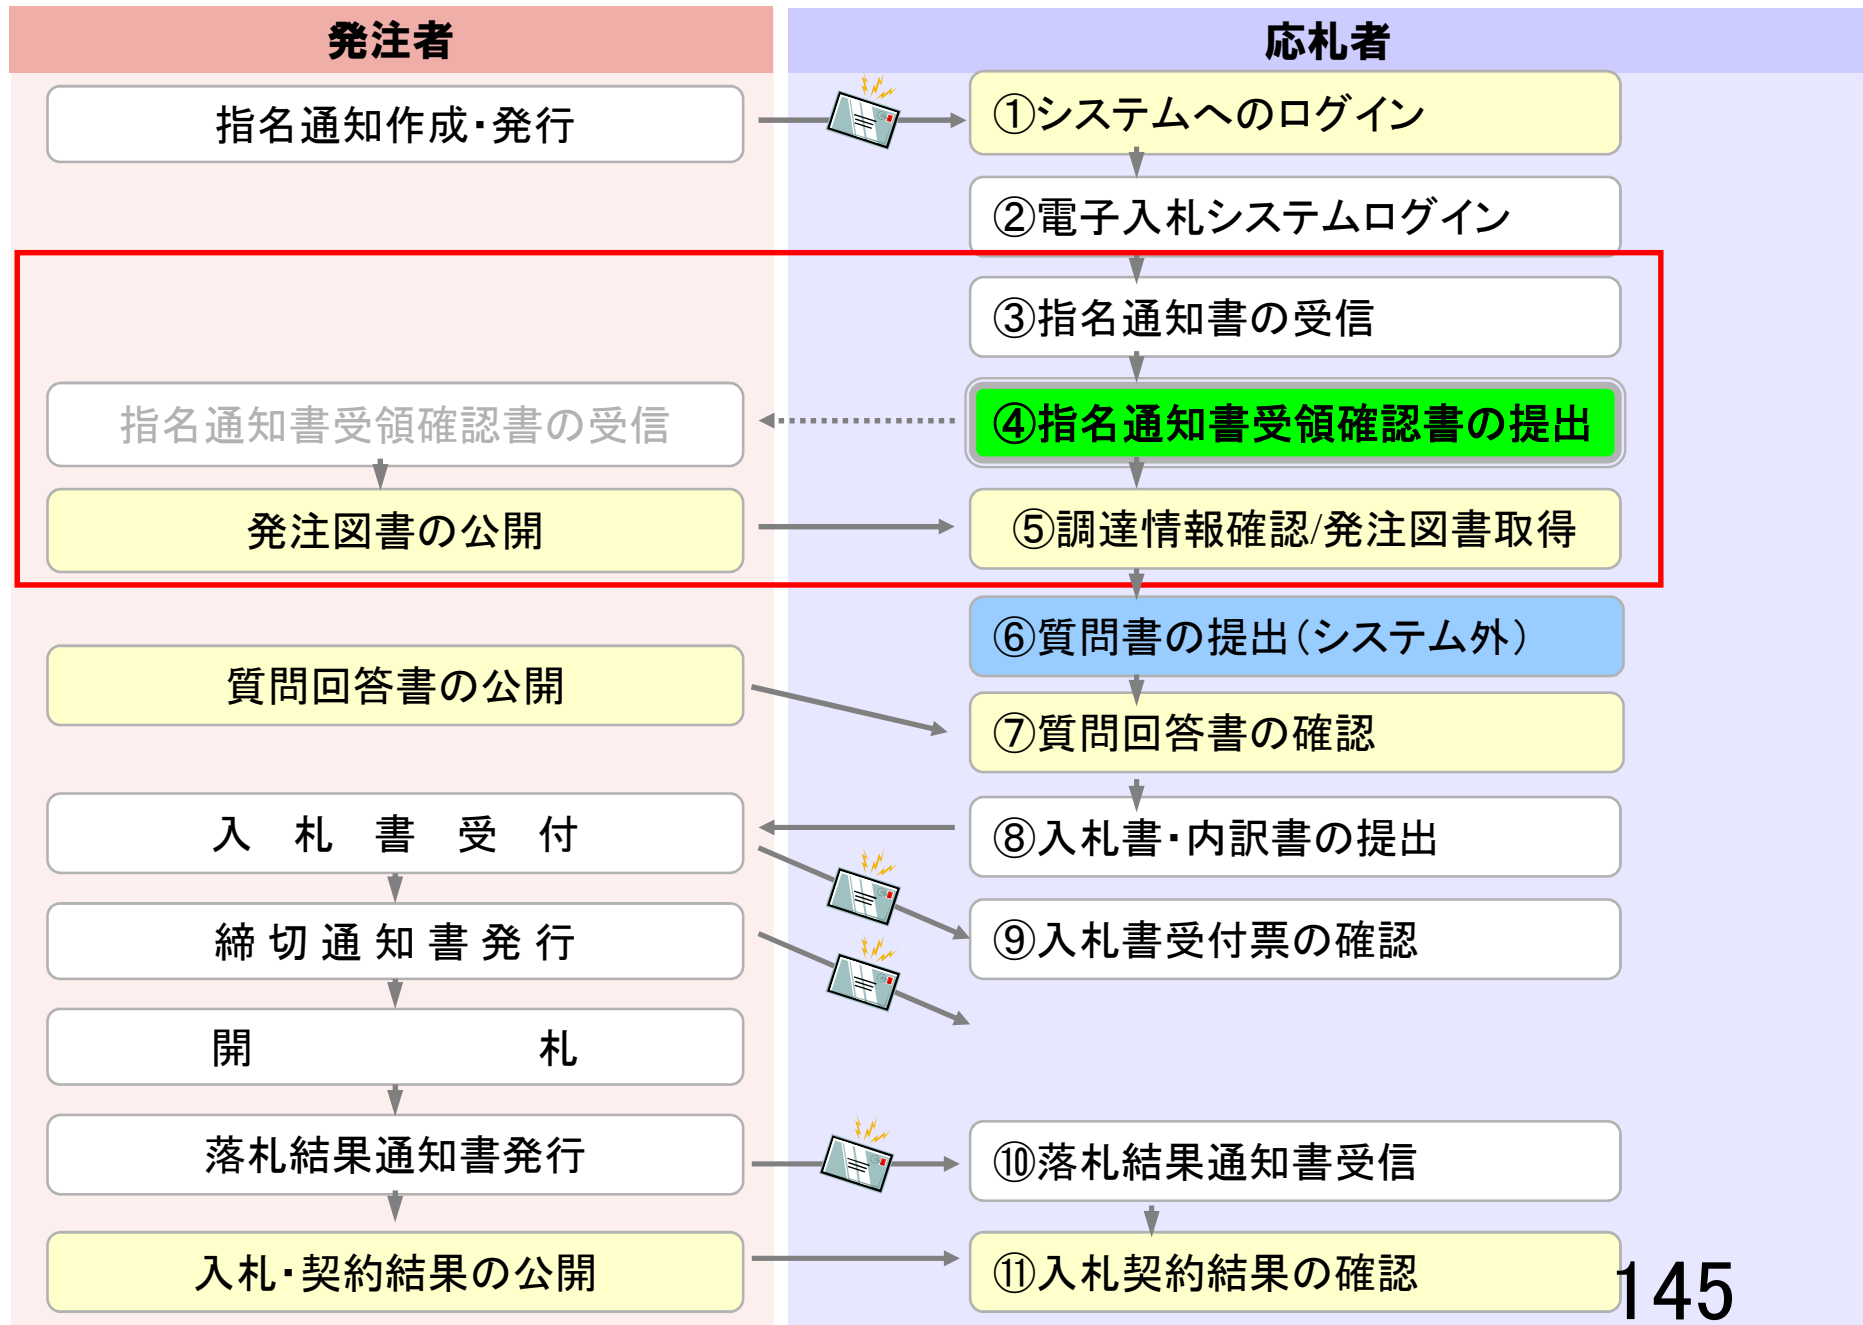 発注者
応札者
指名通知作成・発行
①システムへのログイン
②電子入札システムログイン
③指名通知書の受信
指名通知書受領確認書の受信
④指名通知書受領確認書の提出
発注図書の公開
⑤調達情報確認/発注図書取得
⑥質問書の提出（システム外）
質問回答書の公開
⑦質問回答書の確認
入　札　書　受　付
⑧入札書・内訳書の提出
締 切 通 知 書 発 行
⑨入札書受付票の確認
開　　　　　　　札
落札結果通知書発行
⑩落札結果通知書受信
入札・契約結果の公開
⑪入札契約結果の確認
145